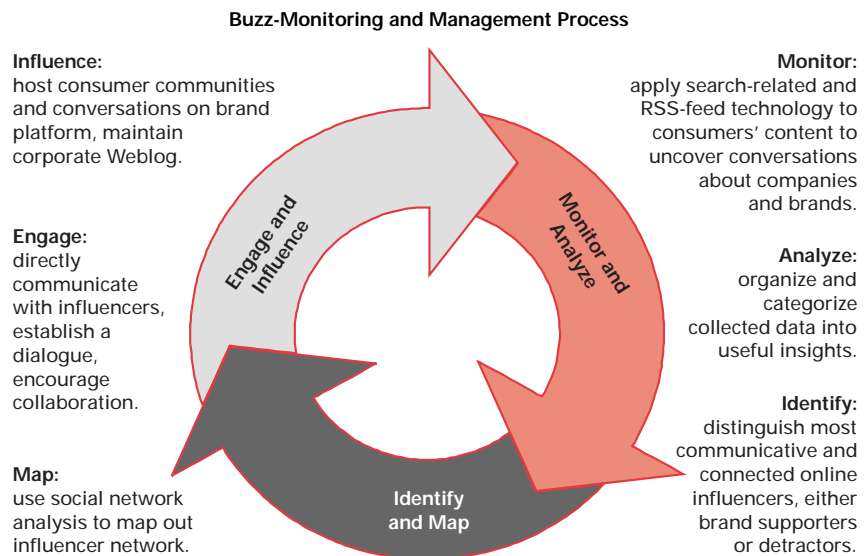 Buzz-Monitoring and Management Process
Influence:
host consumer communities
and conversations on brand
platform, maintain
corporate Weblog.
Engage:
directly
communicate
with influencers,
establish a
dialogue,
encourage
collaboration.
Map:
use social network
analysis to map out
influencer network.
Engage and
Influence
Monitor and
Analyze
Identify
and Map
Monitor:
apply search-related and
RSS-feed technology to
consumers’ content to
uncover conversations
about companies
and brands.
Analyze:
organize and
categorize
collected data into
useful insights.
Identify:
distinguish most
communicative and
connected online
influencers, either
brand supporters
or detractors.